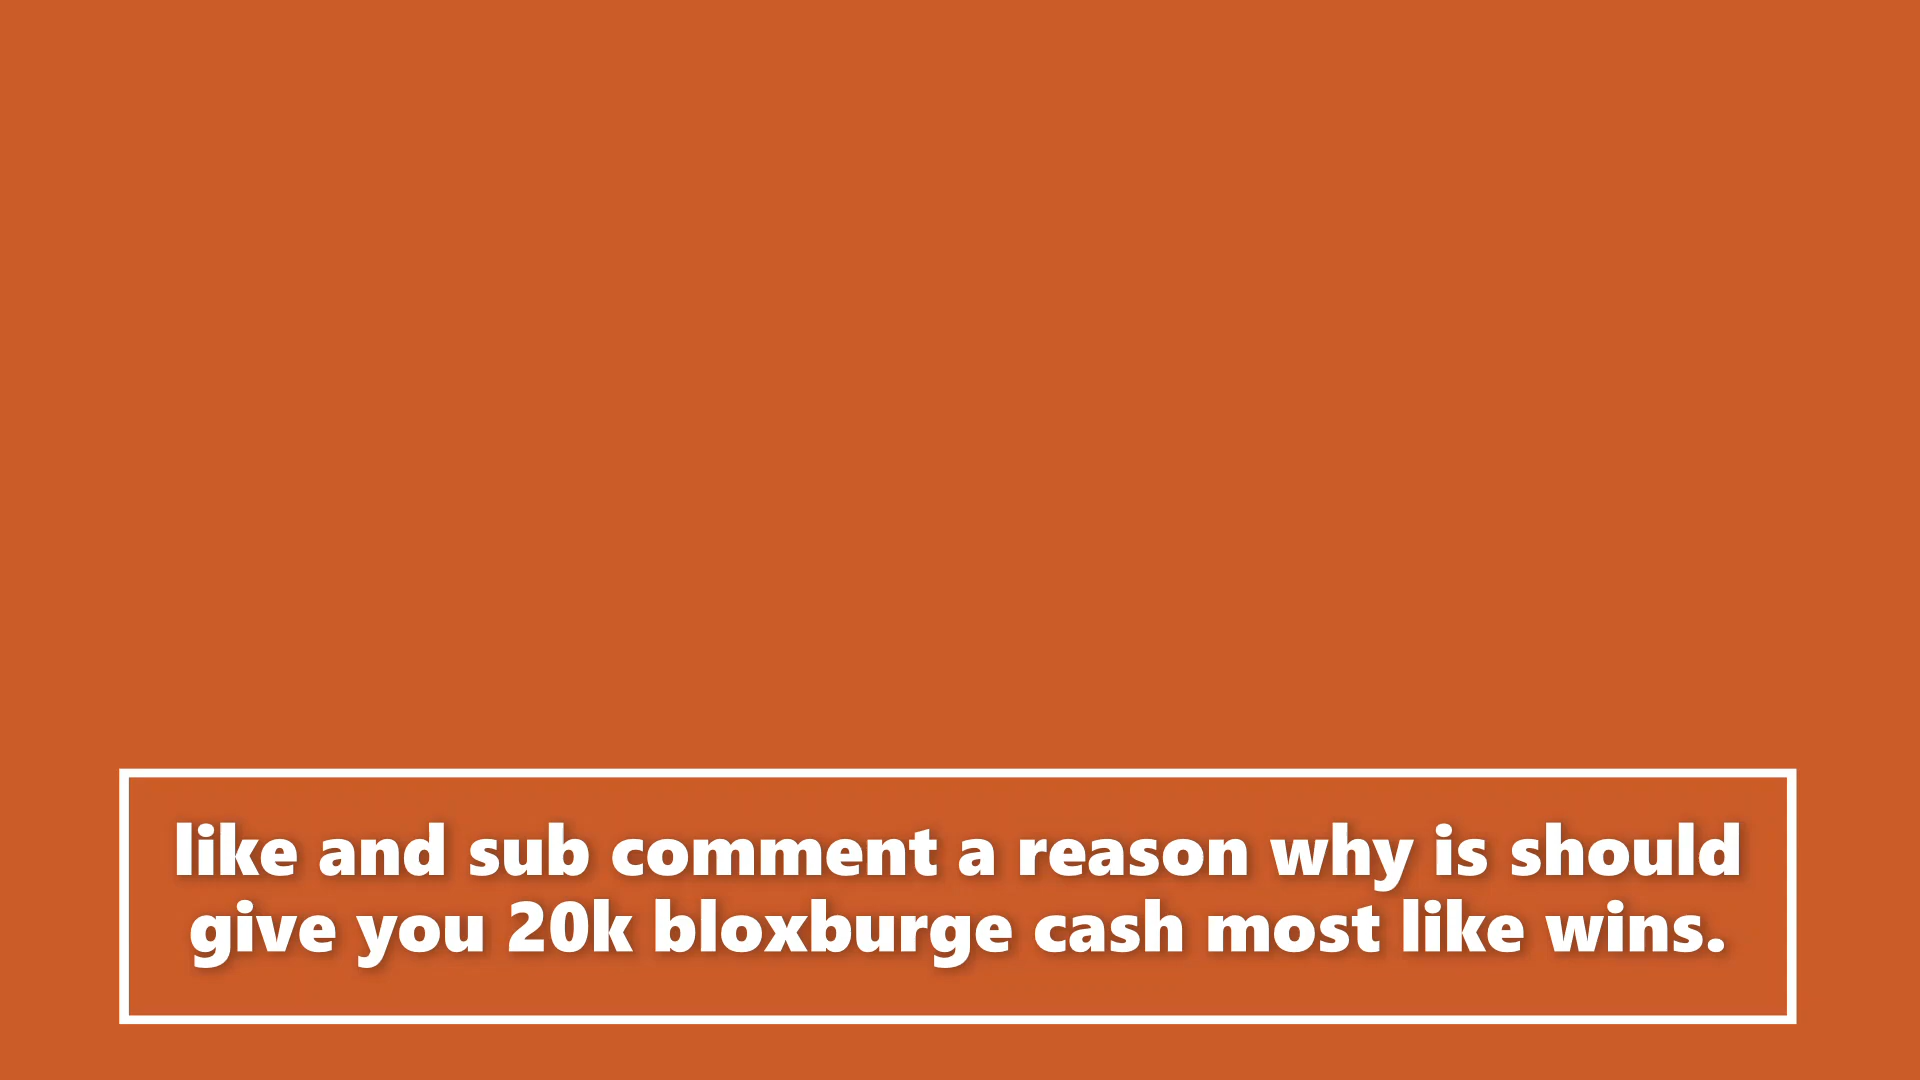 like and sub comment a reason why is should
give you 20k bloxburge cash most like wins.